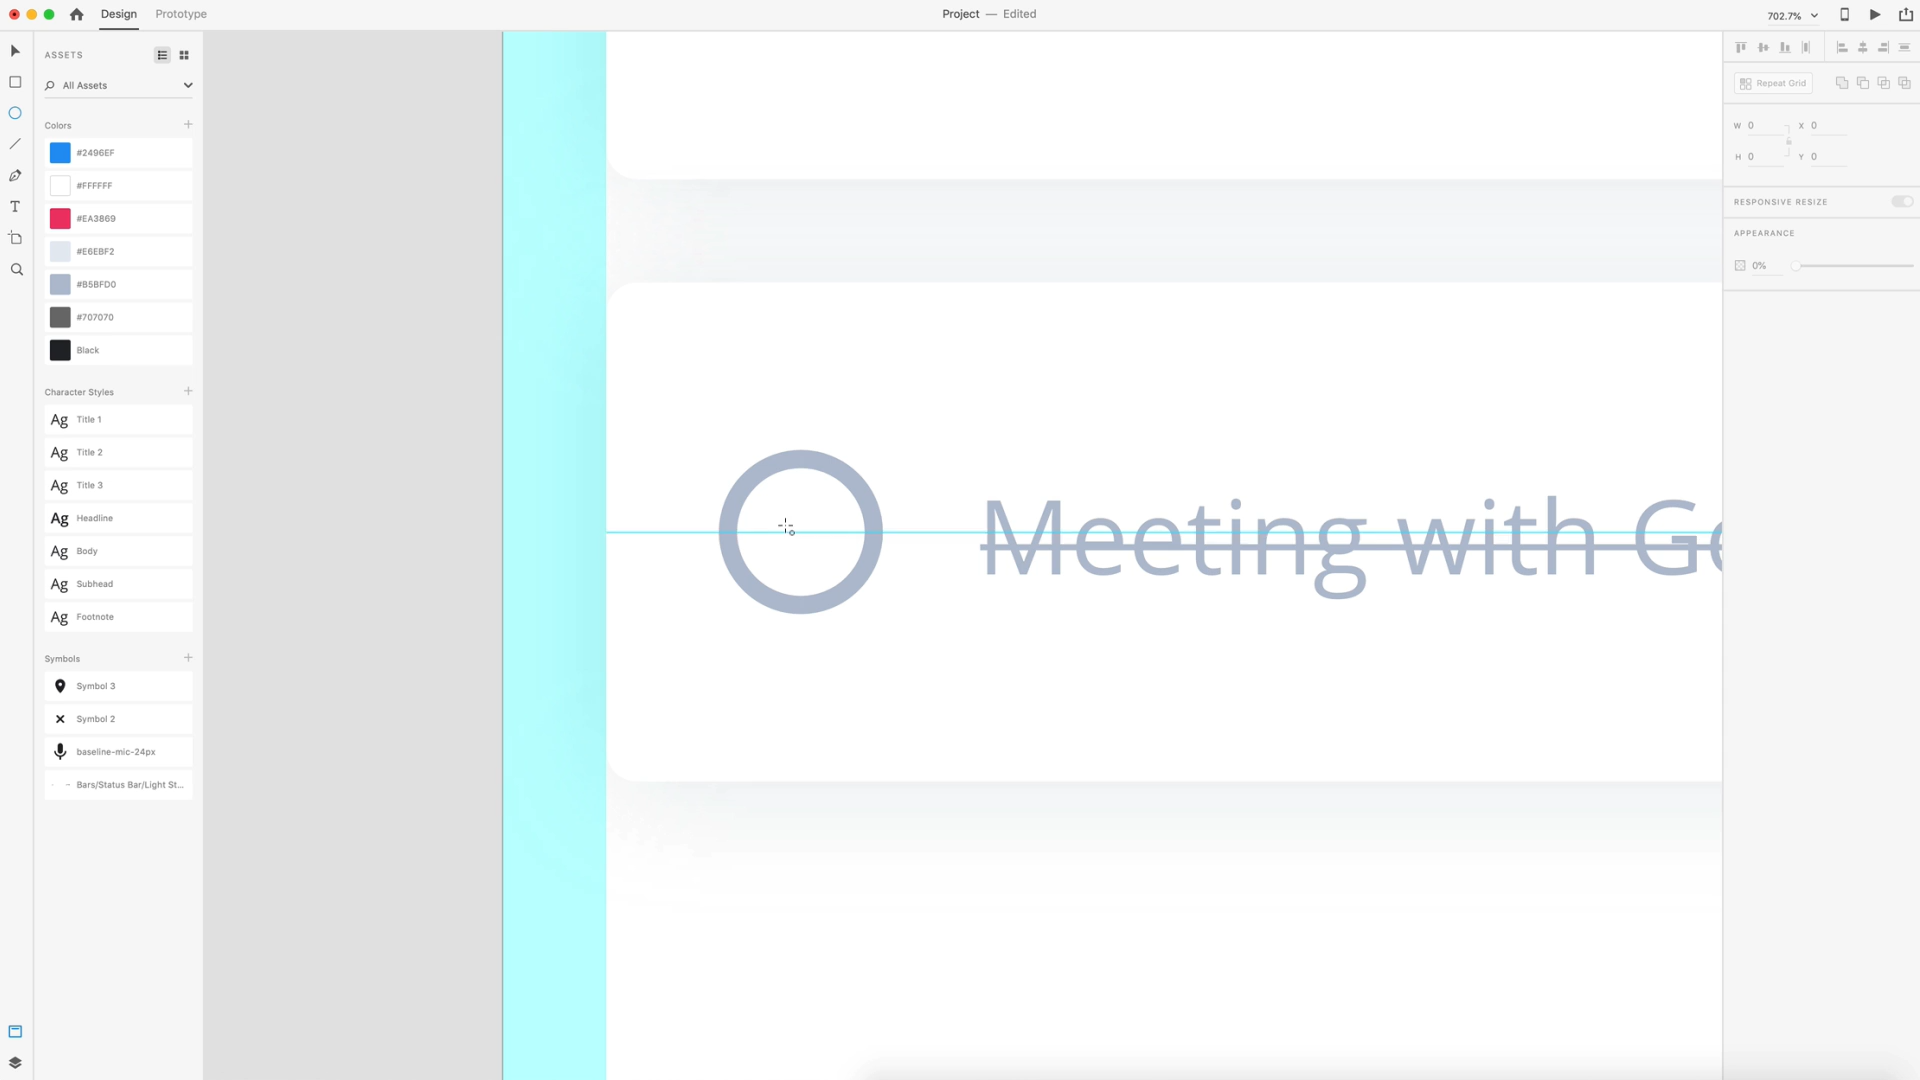 Design Prototype Project — Edited 702.7%
ASSETS
All Assets
Colors
#2496EF
#FFFFFF
#EA3869
#E6EBF2
#B5BFD0
#707070
Black
Character Styles
Ag Title 1
Ag Title 2
Ag Title 3
Ag Headline
Ag Body
Ag Subhead
Ag Footnote
Symbols
Symbol 3
Symbol 2
baseline-mic-24px
Bars/Status Bar/Light St...
Meeting with Ge
Repeat Grid
W 0 X 0
H 0 Y 0
RESPONSIVE RESIZE
APPEARANCE
0%